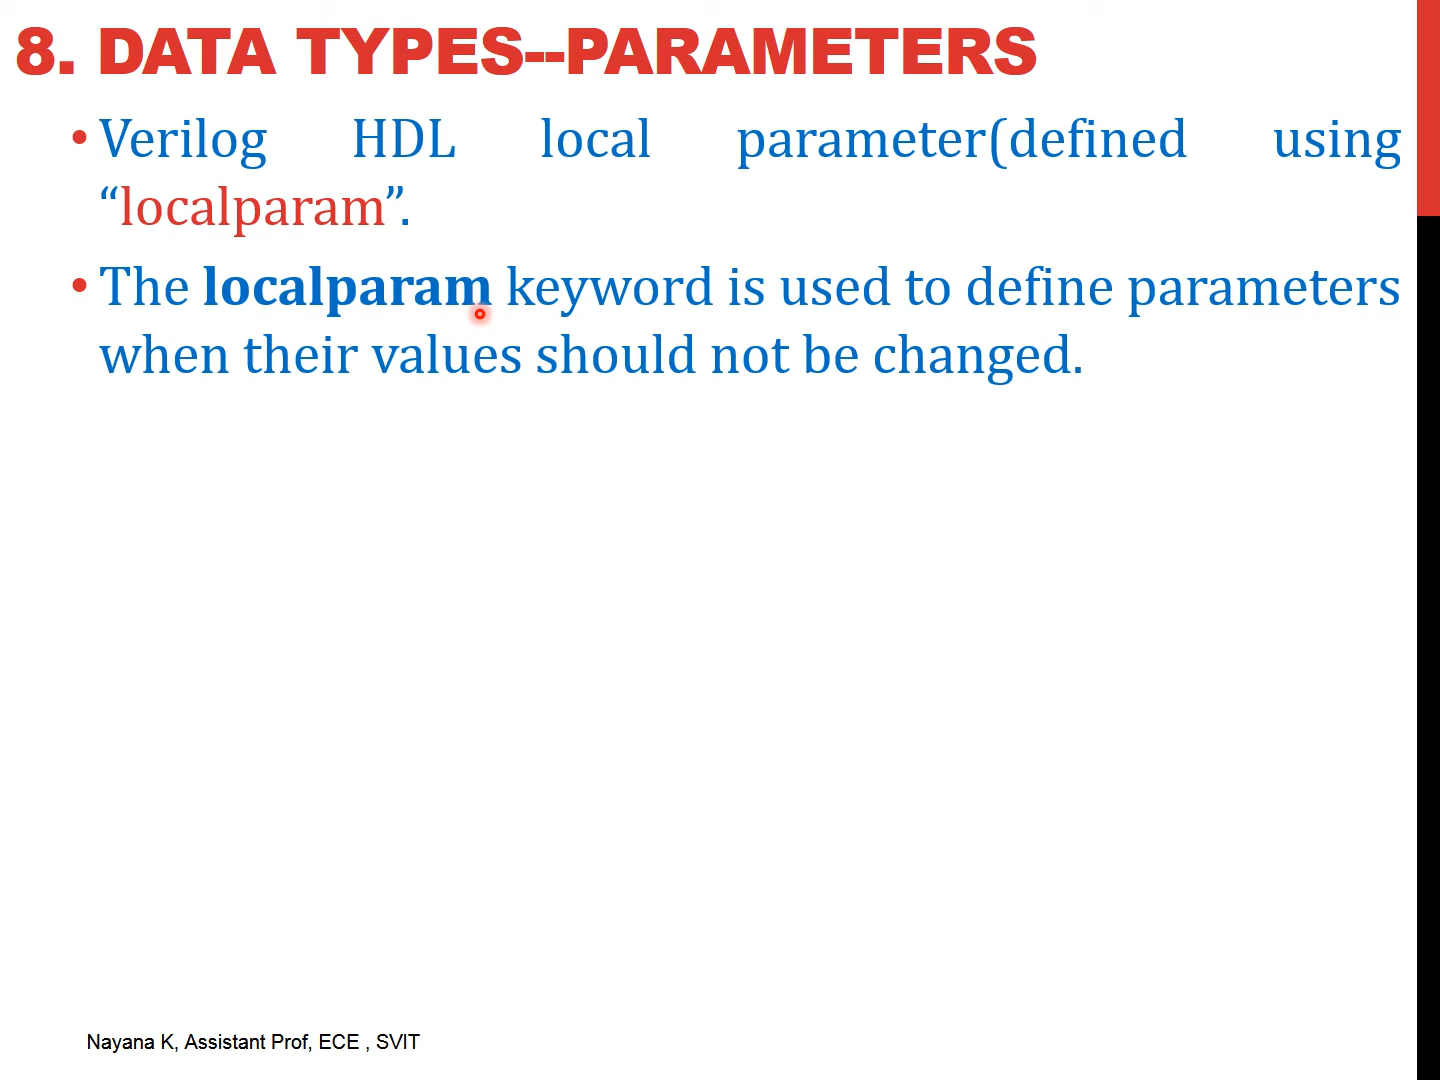 8. DATA TYPES--PARAMETERS
• Verilog HDL local parameter(defined using
“localparam”.
• The localparam keyword is used to define parameters
when their values should not be changed.
Nayana K, Assistant Prof, ECE , SVIT